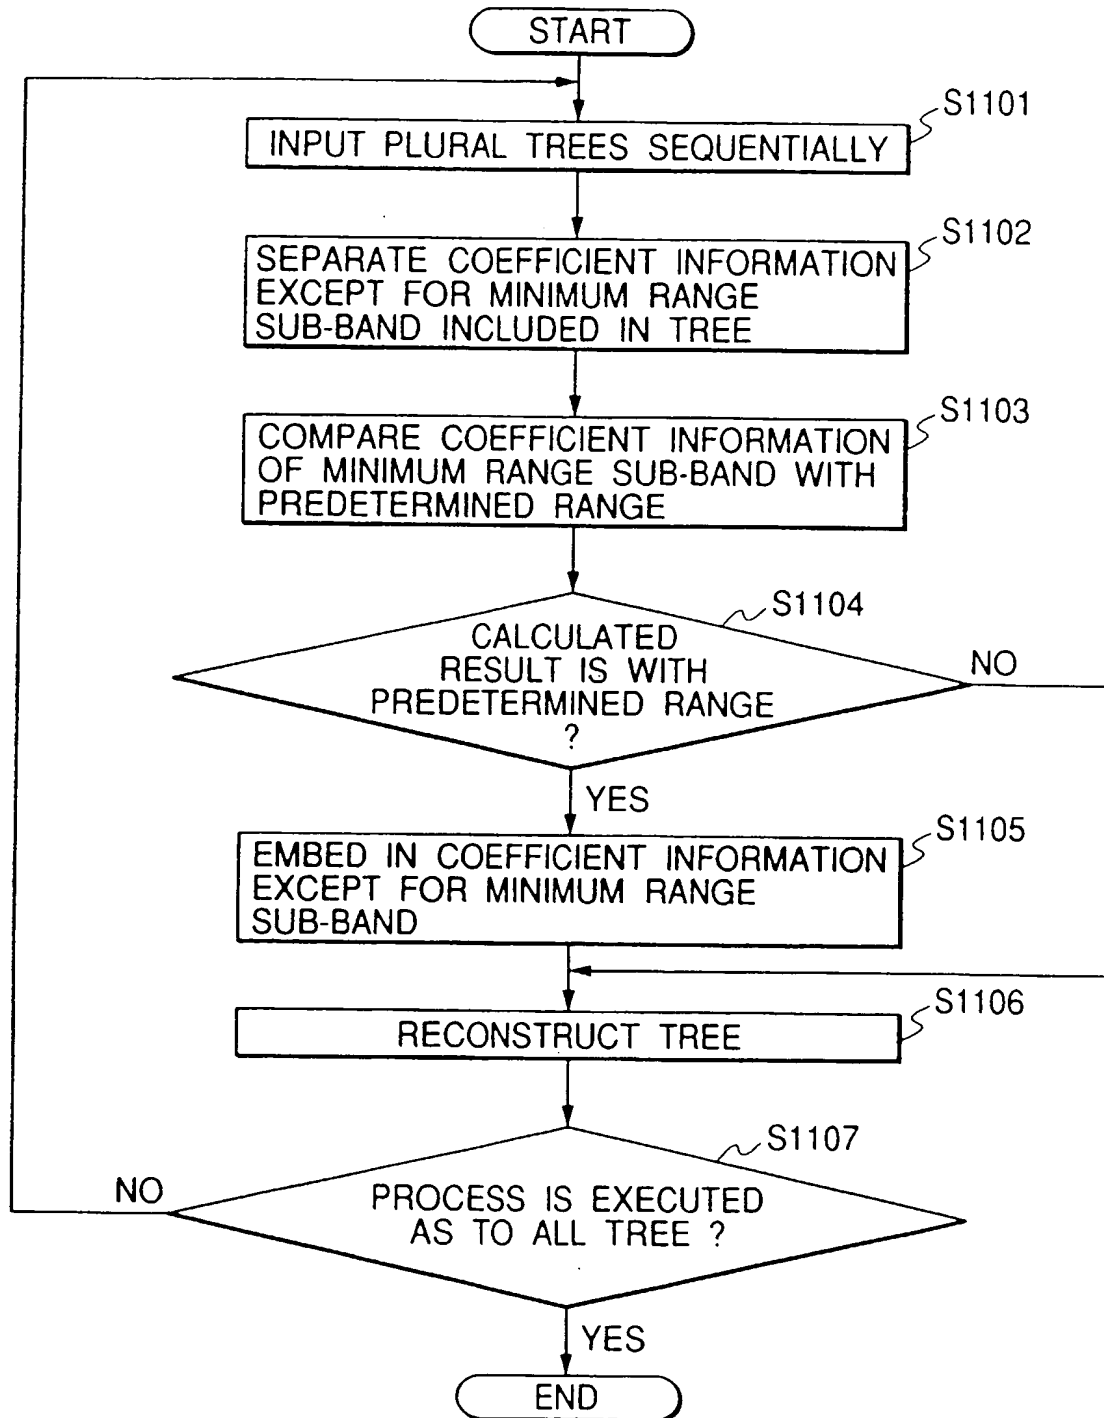 START
S1101
INPUT PLURAL TREES SEQUENTIALLY
S1102
SEPARATE COEFFICIENT INFORMATION
EXCEPT FOR MINIMUM RANGE
SUB-BAND INCLUDED IN TREE
S1103
COMPARE COEFFICIENT INFORMATION
OF MINIMUM RANGE SUB-BAND WITH
PREDETERMINED RANGE
S1104
CALCULATED
RESULT IS WITH
PREDETERMINED RANGE
?
NO
YES
S1105
EMBED IN COEFFICIENT INFORMATION
EXCEPT FOR MINIMUM RANGE
SUB-BAND
S1106
RECONSTRUCT TREE
S1107
NO
PROCESS IS EXECUTED
AS TO ALL TREE ?
YES
END